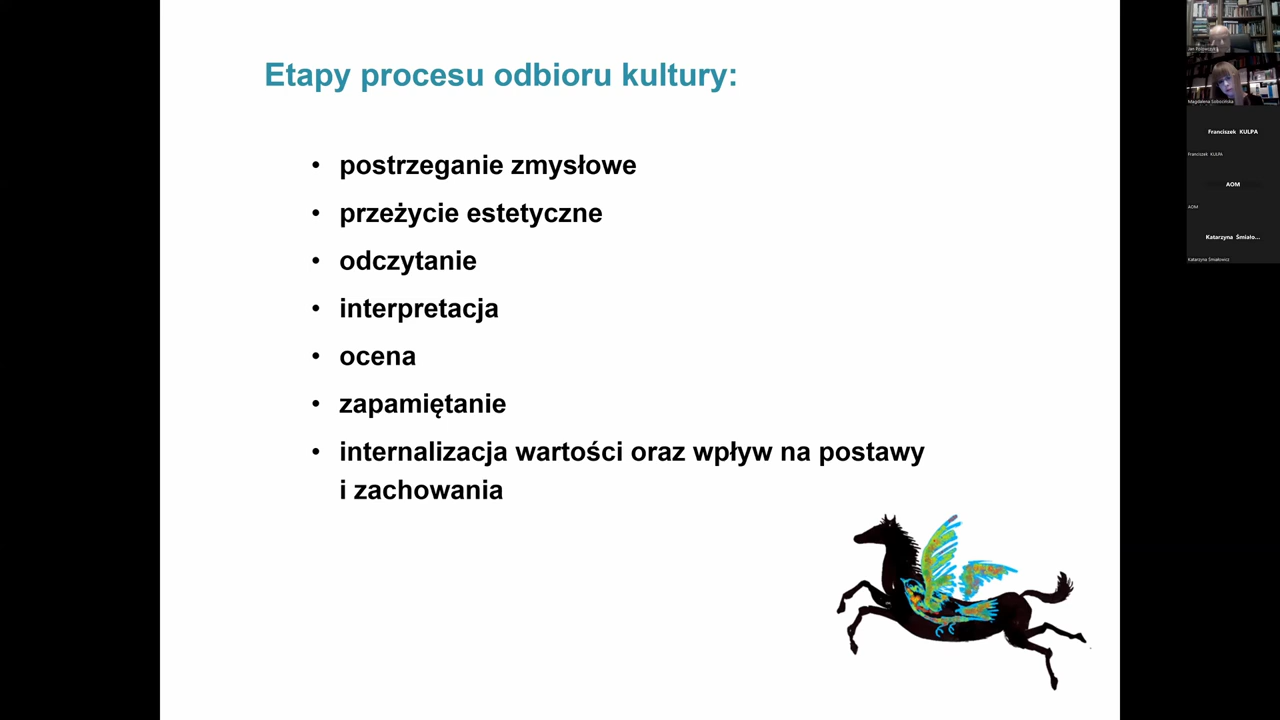 Etapy procesu odbioru kultury:
• postrzeganie zmysłowe
• przeżycie estetyczne
• odczytanie
• interpretacja
• ocena
• zapamiętanie
• internalizacja wartości oraz wpływ na postawy
i zachowania
Magdalena Sobocińska
Franciszek KULPA
Franciszek KULPA
AOM
AOM
Katarzyna Śmiało...
Katarzyna Śmiałowicz